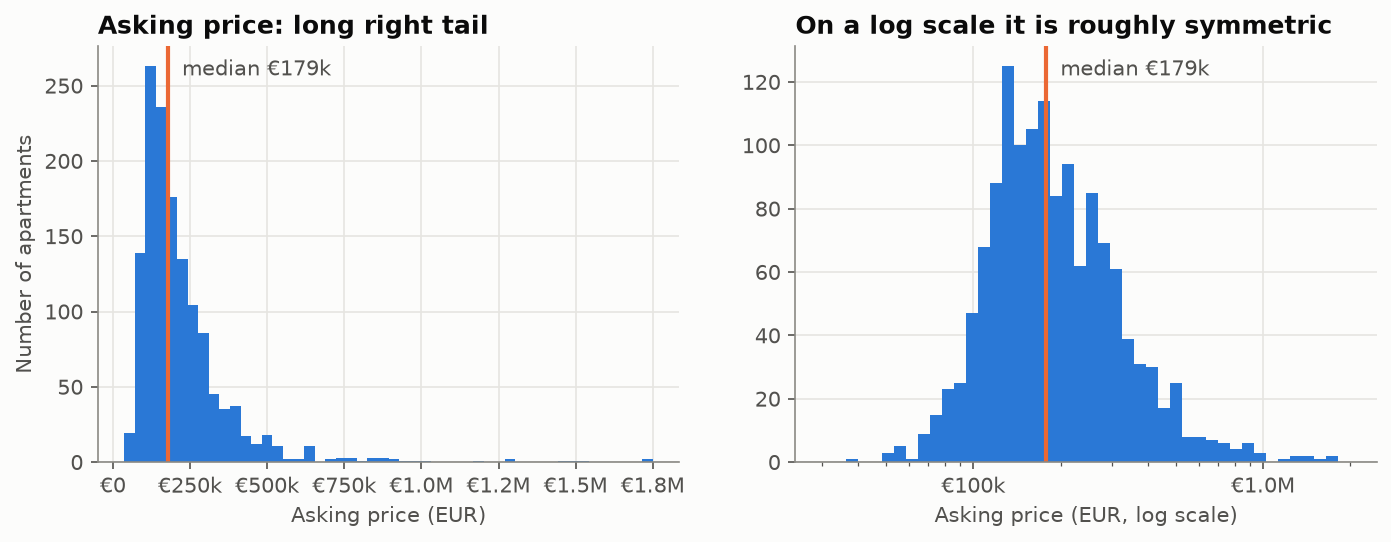 Asking price: long right tail
median €179k
Number of apartments
250
200
150
100
50
0
€0 €250k €500k €750k €1.0M €1.2M €1.5M €1.8M
Asking price (EUR)
On a log scale it is roughly symmetric
median €179k
120
100
80
60
40
20
0
€100k €1.0M
Asking price (EUR, log scale)